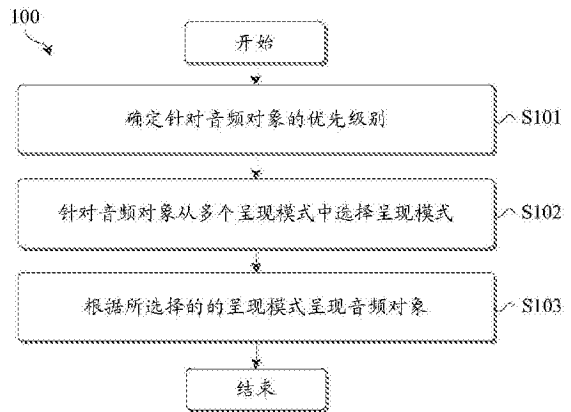 100
开始
确定针对音频对象的优先级别
S101
针对音频对象从多个呈现模式中选择呈现模式
S102
根据所选择的的呈现模式呈现音频对象
S103
结束